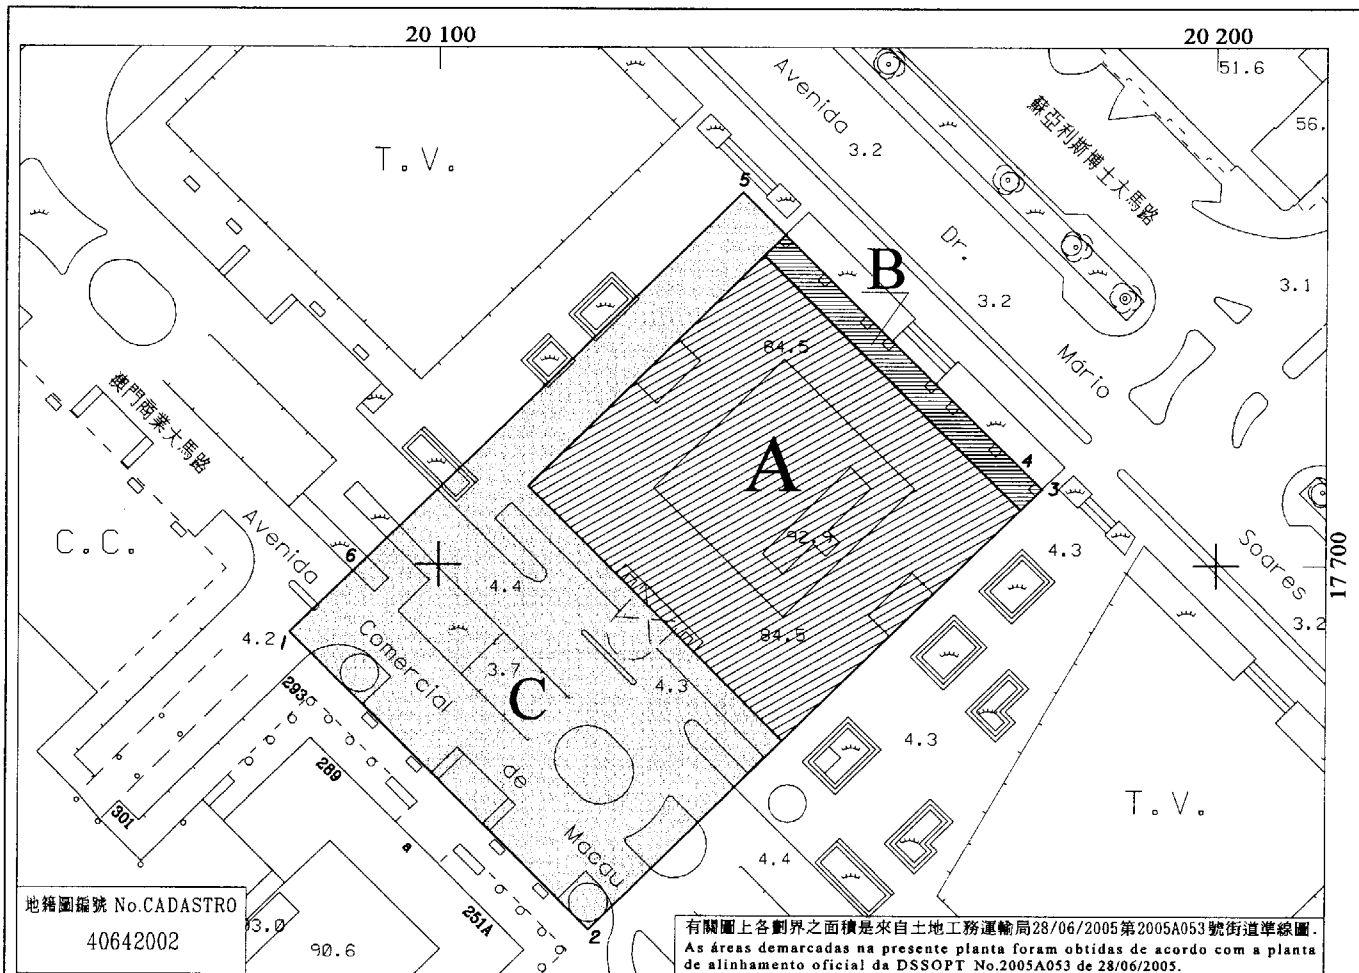 20 100
20 200
51.6
56.
T. V.
Avenida
3.2
蘇亞利斯博士大馬路
5
Dr.
B
3.2
3.1
Mário
84.5
澳門商業大馬路
A
4
3
C.C.
Avenida
6
92.9
4.3
Soares
17 700
4.4
4.2
1
Comercial
84.5
3.2
3.7
C
4.3
293
4.3
289
de
T. V.
301
a
Macau
4.4
251A
2
90.6
地籍圖編號 No.CADASTRO
40642002
有關圖上各劃界之面積是來自土地工務運輸局28/06/2005第2005A053號街道準線圖.
As áreas demarcadas na presente planta foram obtidas de acordo com a planta
de alinhamento oficial da DSSOPT No.2005A053 de 28/06/2005.